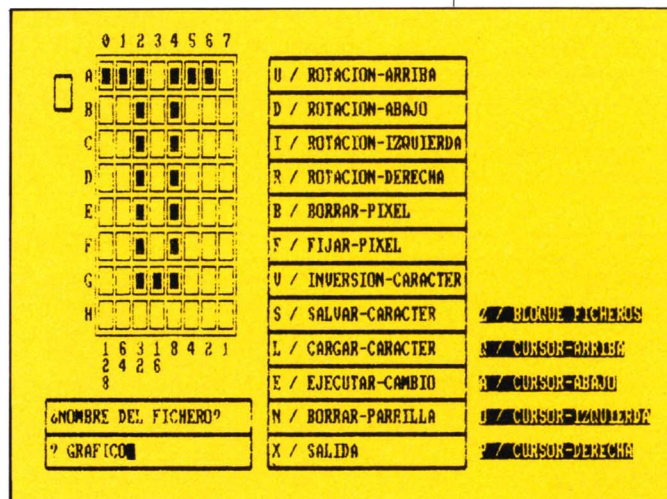 0 1 2 3 4 5 6 7
A
B
C
D
E
F
G
H
1 6 3 1 8 4 2 1
2 4 2 6
8
¿NOMBRE DEL FICHERO?
? GRAFICO
U / ROTACION-ARRIBA
D / ROTACION-ABAJO
I / ROTACION-IZQUIERDA
R / ROTACION-DERECHA
B / BORRAR-PIXEL
F / FIJAR-PIXEL
V / INVERSION-CARACTER
S / SALVAR-CARACTER
L / CARGAR-CARACTER
E / EJECUTAR-CAMBIO
N / BORRAR-PARRILLA
X / SALIDA
Z / BLOQUE FICHEROS
Q / CURSOR-ARRIBA
A / CURSOR-ABAJO
O / CURSOR-IZQUIERDA
P / CURSOR-DERECHA